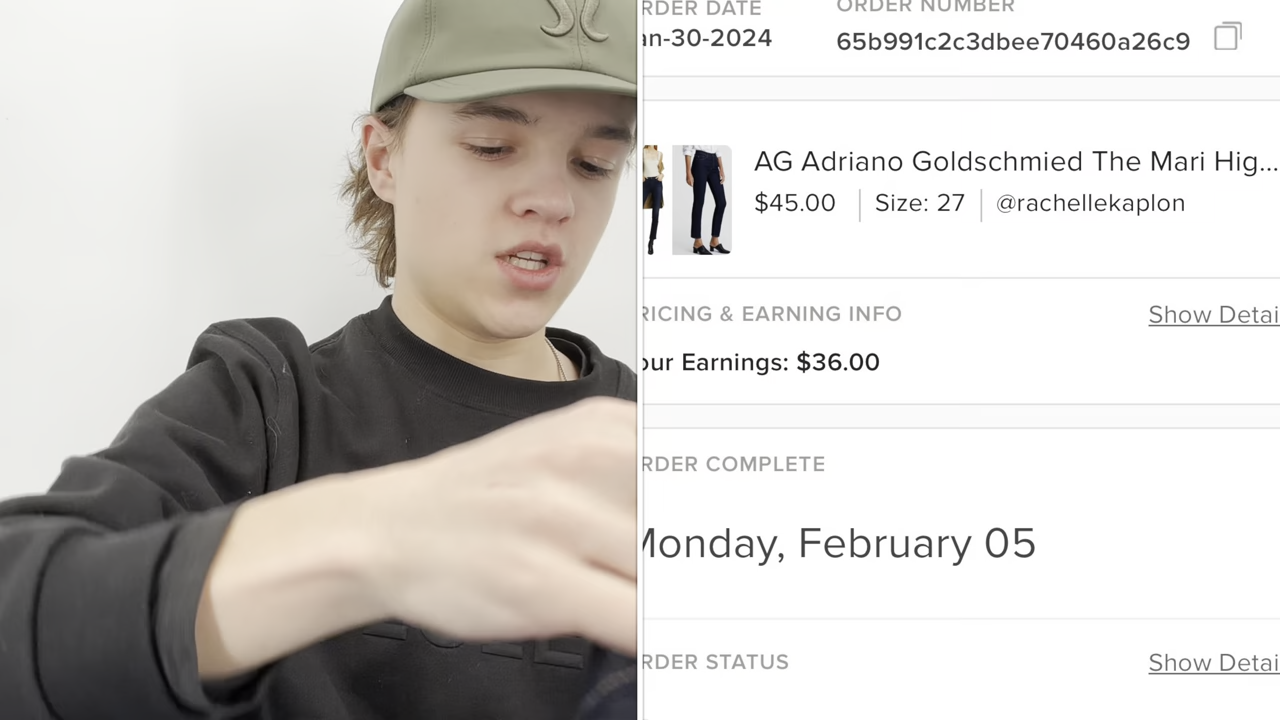 RDER DATE
ORDER NUMBER
an-30-2024
65b991c2c3dbee70460a26c9
AG Adriano Goldschmied The Mari Hig...
$45.00
Size: 27
@rachellekaplon
RICING & EARNING INFO
Show Detai
our Earnings: $36.00
RDER COMPLETE
Monday, February 05
RDER STATUS
Show Detai